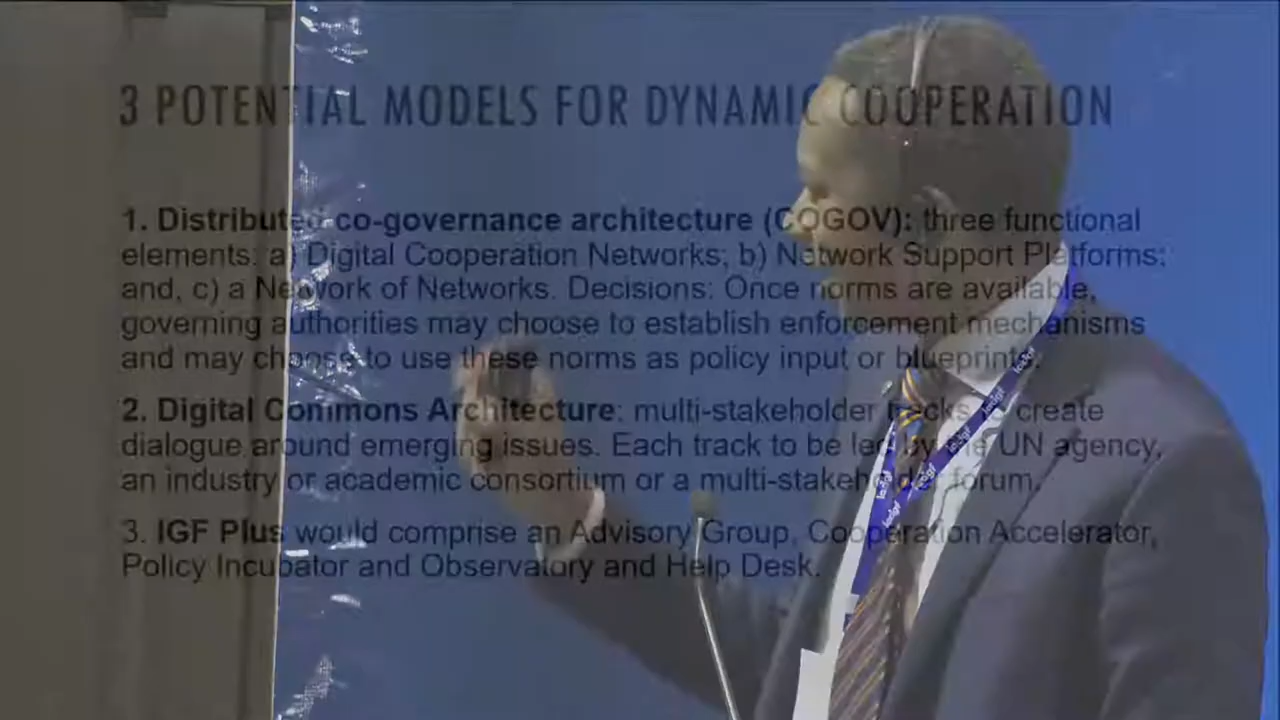 3 POTENTIAL MODELS FOR DYNAMIC COOPERATION
1. Distributed co-governance architecture (COGOV): three functional
elements: a) Digital Cooperation Networks; b) Network Support Platforms;
and, c) a Network of Networks. Decisions: Once norms are available,
governing authorities may choose to establish enforcement mechanisms
and may choose to use these norms as policy input or blueprints.
2. Digital Commons Architecture: multi-stakeholder tracks to create
dialogue around emerging issues. Each track to be led by one UN agency,
an industry or academic consortium or a multi-stakeholder forum.
3. IGF Plus would comprise an Advisory Group, Cooperation Accelerator,
Policy Incubator and Observatory and Help Desk.